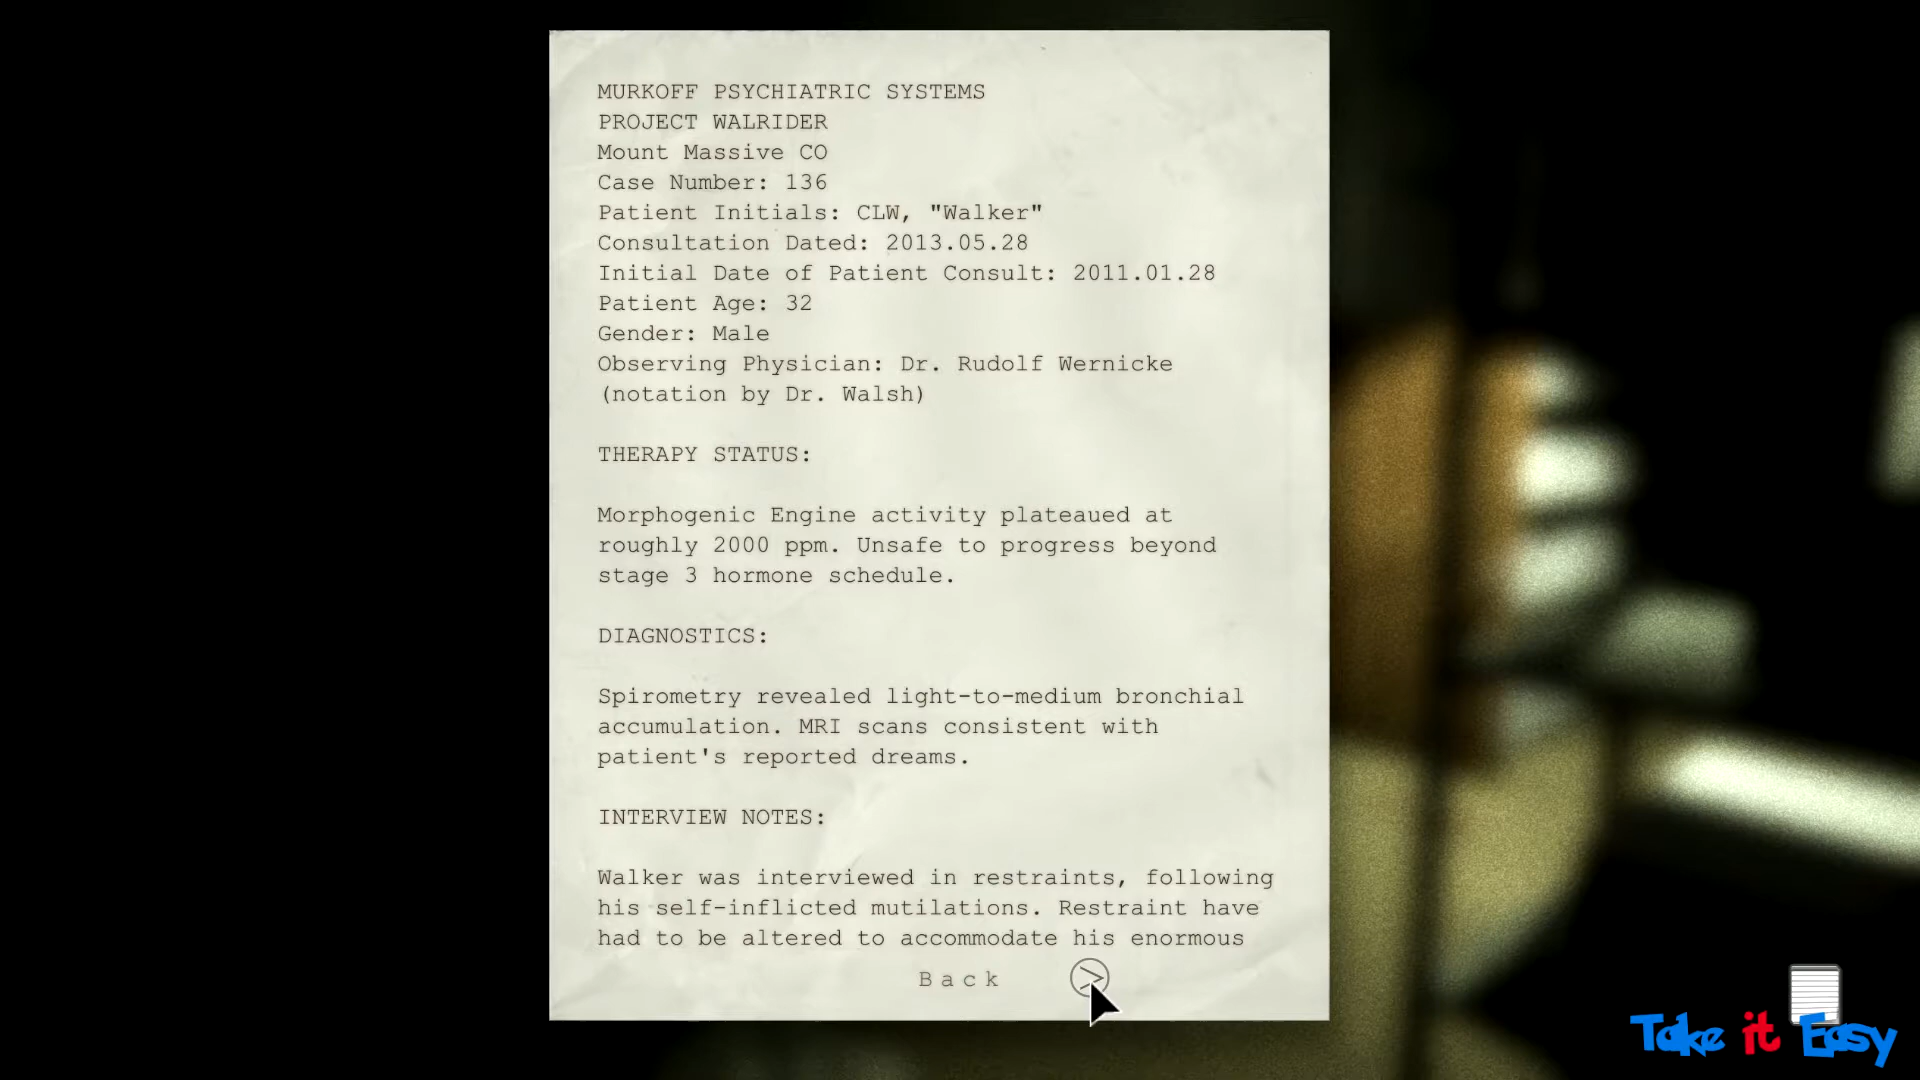 MURKOFF PSYCHIATRIC SYSTEMS
PROJECT WALRIDER
Mount Massive CO
Case Number: 136
Patient Initials: CLW, "Walker"
Consultation Dated: 2013.05.28
Initial Date of Patient Consult: 2011.01.28
Patient Age: 32
Gender: Male
Observing Physician: Dr. Rudolf Wernicke
(notation by Dr. Walsh)
THERAPY STATUS:
Morphogenic Engine activity plateaued at
roughly 2000 ppm. Unsafe to progress beyond
stage 3 hormone schedule.
DIAGNOSTICS:
Spirometry revealed light-to-medium bronchial
accumulation. MRI scans consistent with
patient's reported dreams.
INTERVIEW NOTES:
Walker was interviewed in restraints, following
his self-inflicted mutilations. Restraint have
had to be altered to accommodate his enormous
Back >
Take it Easy